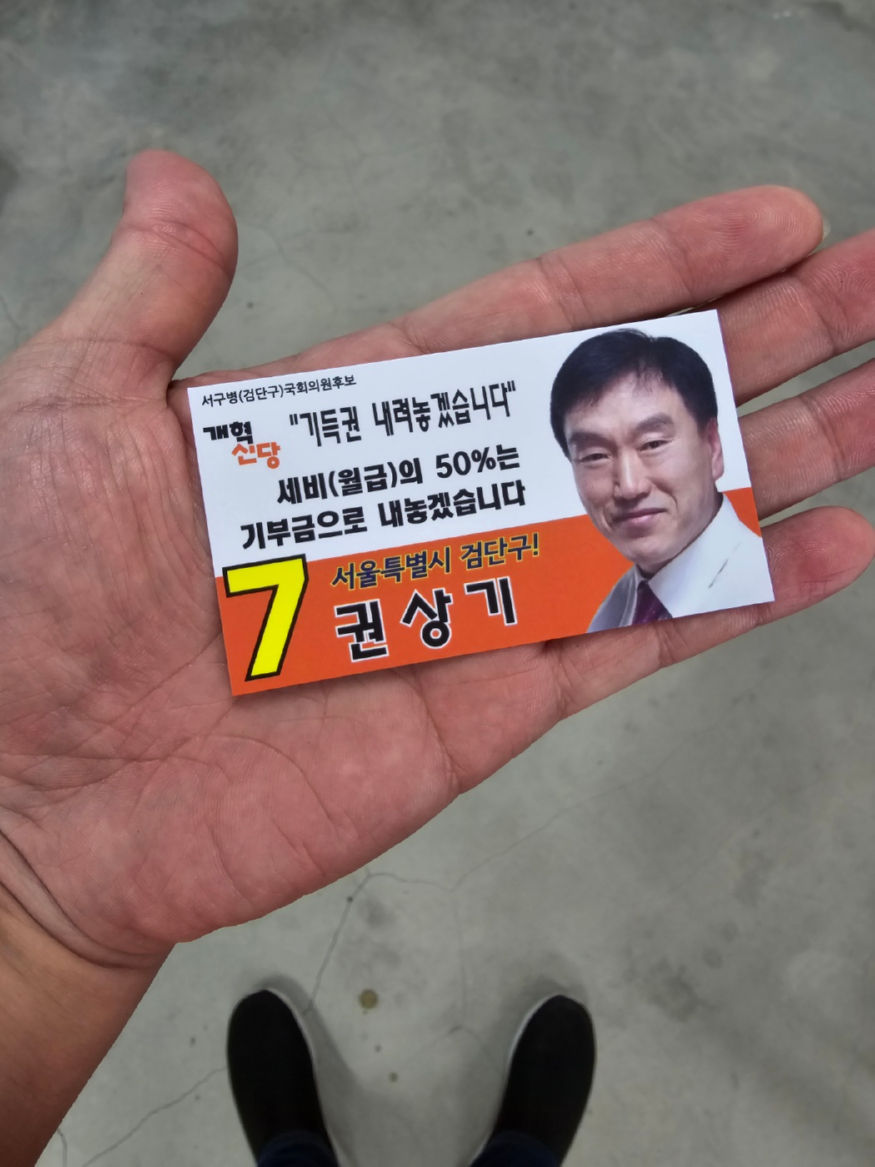 서구병(검단구)국회의원후보
개혁
신당
"기득권 내려놓겠습니다"
세비(월급)의 50%는
기부금으로 내놓겠습니다
7
서울특별시 검단구!
권상기